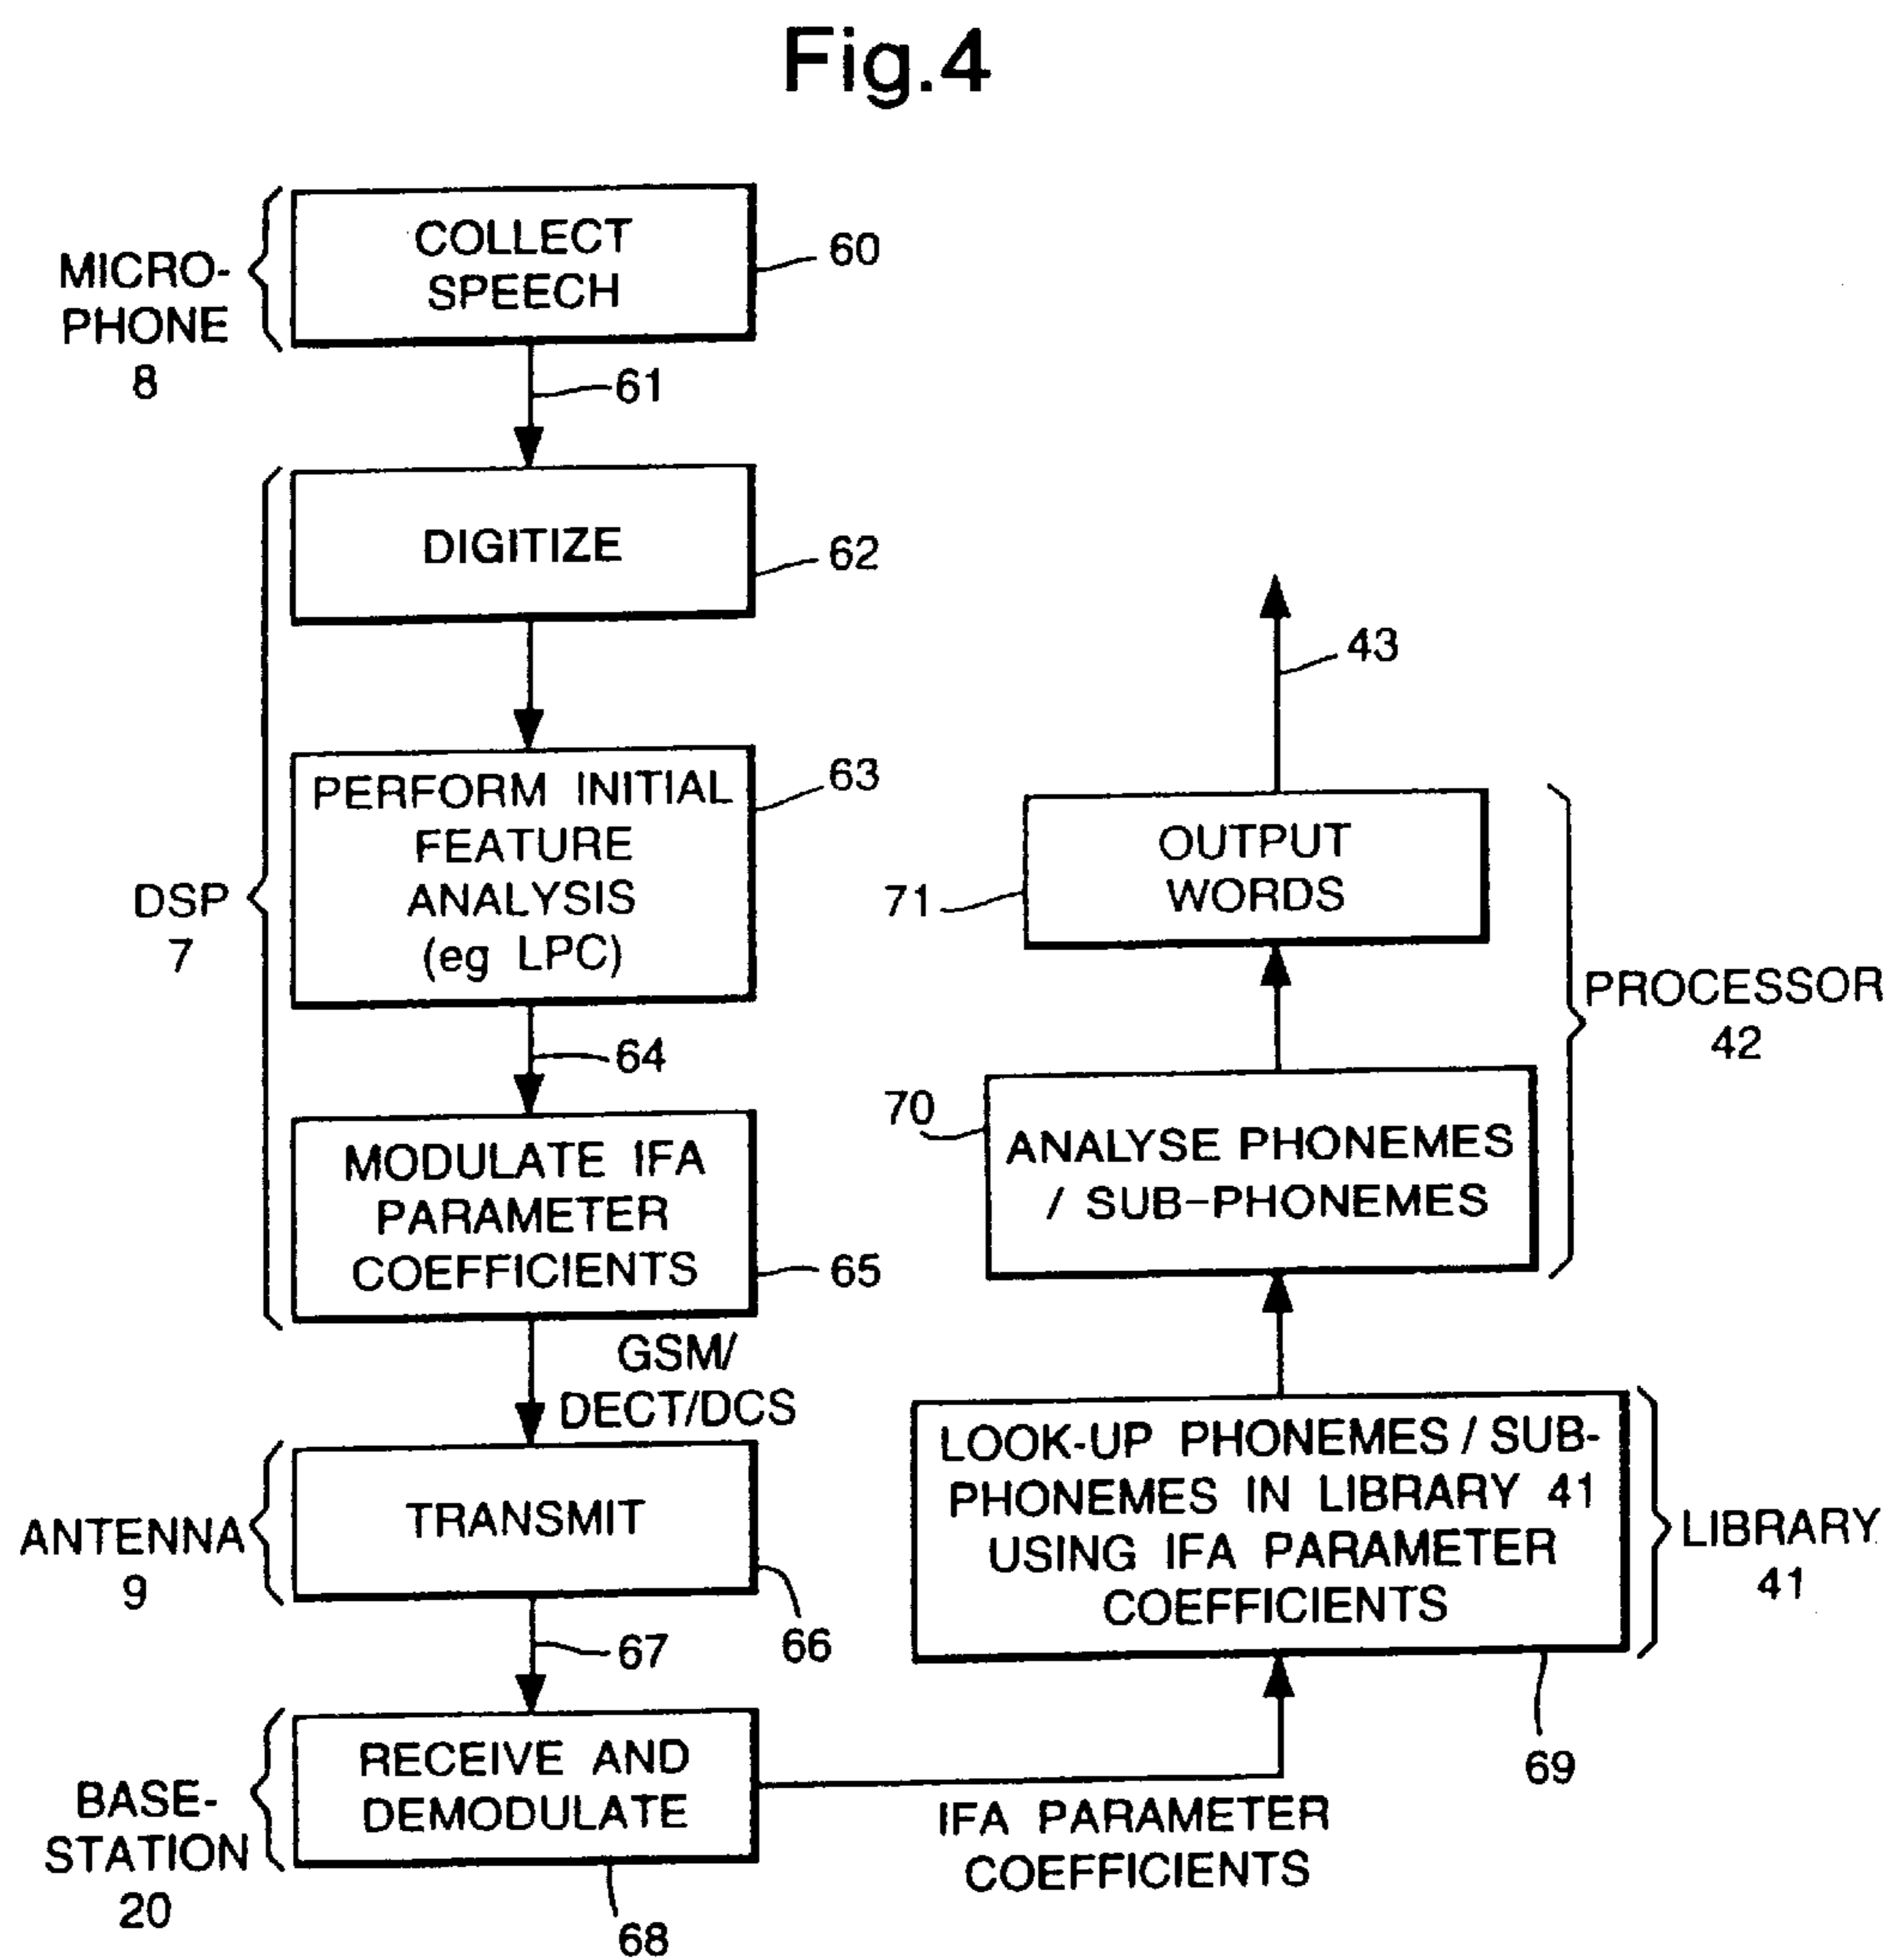 Fig.4
MICRO-
PHONE
8
COLLECT
SPEECH
60
61
DIGITIZE
62
DSP
7
PERFORM INITIAL
FEATURE
ANALYSIS
(eg LPC)
63
64
MODULATE IFA
PARAMETER
COEFFICIENTS
65
GSM/
DECT/DCS
ANTENNA
9
TRANSMIT
66
67
BASE-
STATION
20
RECEIVE AND
DEMODULATE
68
IFA PARAMETER
COEFFICIENTS
LOOK-UP PHONEMES / SUB-
PHONEMES IN LIBRARY 41
USING IFA PARAMETER
COEFFICIENTS
LIBRARY
41
69
70
ANALYSE PHONEMES
/ SUB-PHONEMES
PROCESSOR
42
71
OUTPUT
WORDS
43